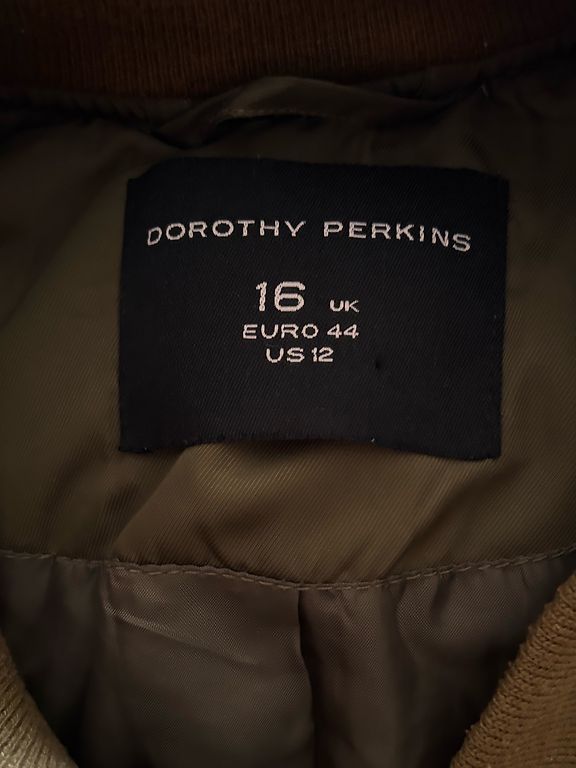 DOROTHY PERKINS
16 UK
EURO 44
US 12